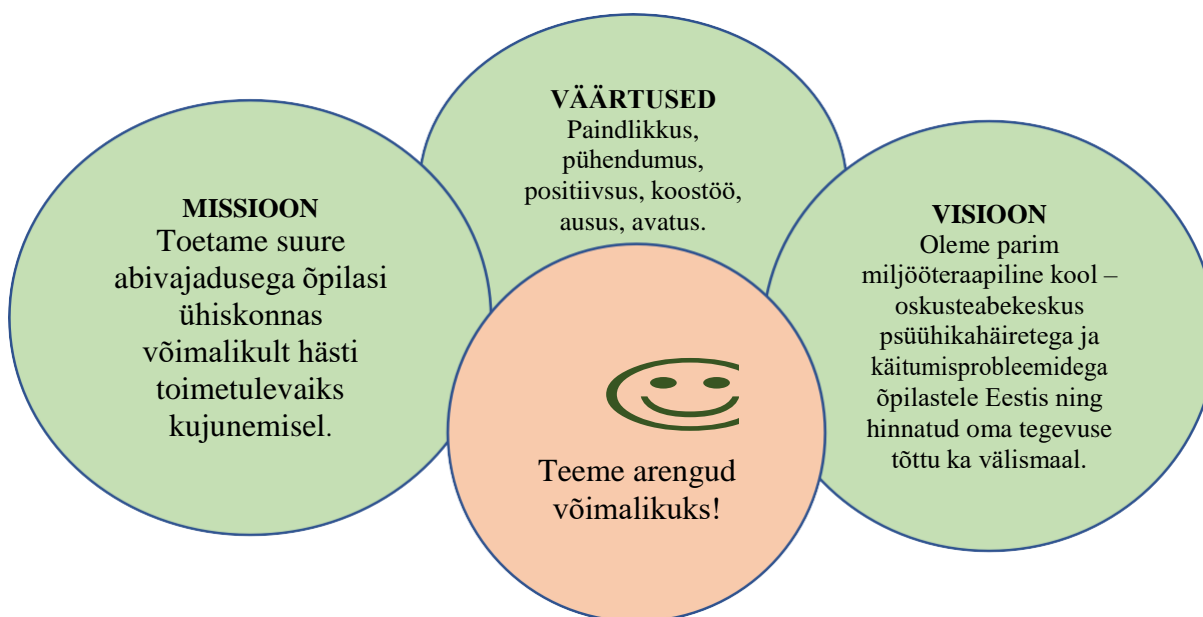 VÄÄRTUSED
Paindlikkus,
pühendumus,
positiivsus, koostöö,
ausus, avatus.
MISSIOON
Toetame suure
abivajadusega õpilasi
ühiskonnas
võimalikult hästi
toimetulevaiks
kujunemisel.
VISIOON
Oleme parim
miljööteraapiline kool –
oskusteabekeskus
psüühikahäiretega ja
käitumisprobleemidega
õpilastele Eestis ning
hinnatud oma tegevuse
tõttu ka välismaal.
Teeme arengud
võimalikuks!